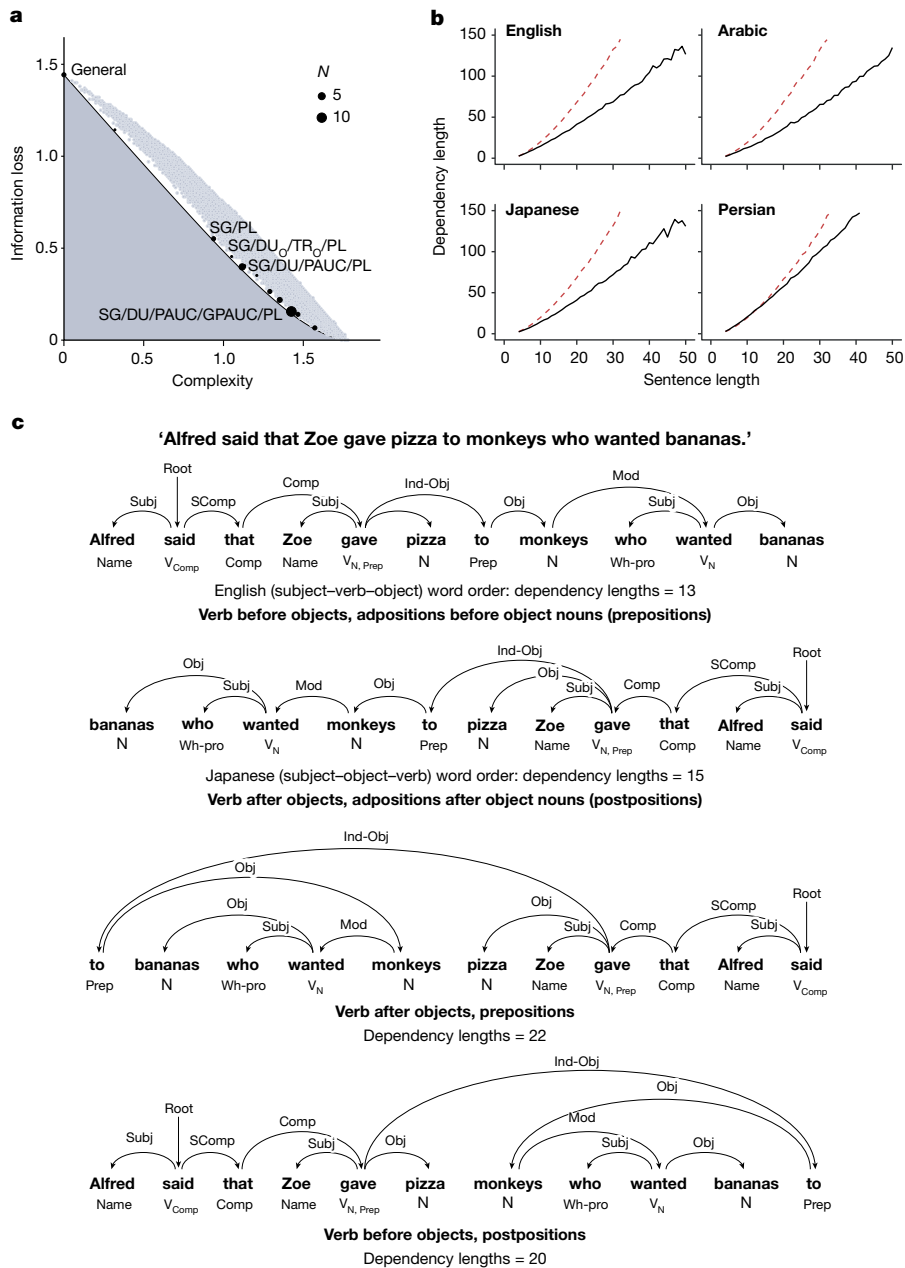 a
Information loss
1.5
1.0
0.5
0
General
N
5
10
SG/PL
SG/DU_O/TR_O/PL
SG/DU/PAUC/PL
SG/DU/PAUC/GPAUC/PL
0 0.5 1.0 1.5
Complexity
b
Dependency length
English
Arabic
150
100
50
0
Japanese
Persian
150
100
50
0
0 10 20 30 40 50 0 10 20 30 40 50
Sentence length
c
'Alfred said that Zoe gave pizza to monkeys who wanted bananas.'
Root
Subj SComp Comp Subj Ind-Obj Obj Mod Subj Obj
Alfred said that Zoe gave pizza to monkeys who wanted bananas
Name V_Comp Comp Name V_N, Prep N Prep N Wh-pro V_N N
English (subject–verb–object) word order: dependency lengths = 13
Verb before objects, adpositions before object nouns (prepositions)
Root
Obj Subj Mod Obj Ind-Obj Obj Subj Comp SComp Subj
bananas who wanted monkeys to pizza Zoe gave that Alfred said
N Wh-pro V_N N Prep N Name V_N, Prep Comp Name V_Comp
Japanese (subject–object–verb) word order: dependency lengths = 15
Verb after objects, adpositions after object nouns (postpositions)
Ind-Obj
Obj
Root
Obj Subj Mod Obj Subj Comp SComp Subj
to bananas who wanted monkeys pizza Zoe gave that Alfred said
Prep N Wh-pro V_N N N Name V_N, Prep Comp Name V_Comp
Verb after objects, prepositions
Dependency lengths = 22
Ind-Obj
Obj
Root
Subj SComp Comp Subj Obj Mod Subj Obj
Alfred said that Zoe gave pizza monkeys who wanted bananas to
Name V_Comp Comp Name V_N, Prep N N Wh-pro V_N N Prep
Verb before objects, postpositions
Dependency lengths = 20